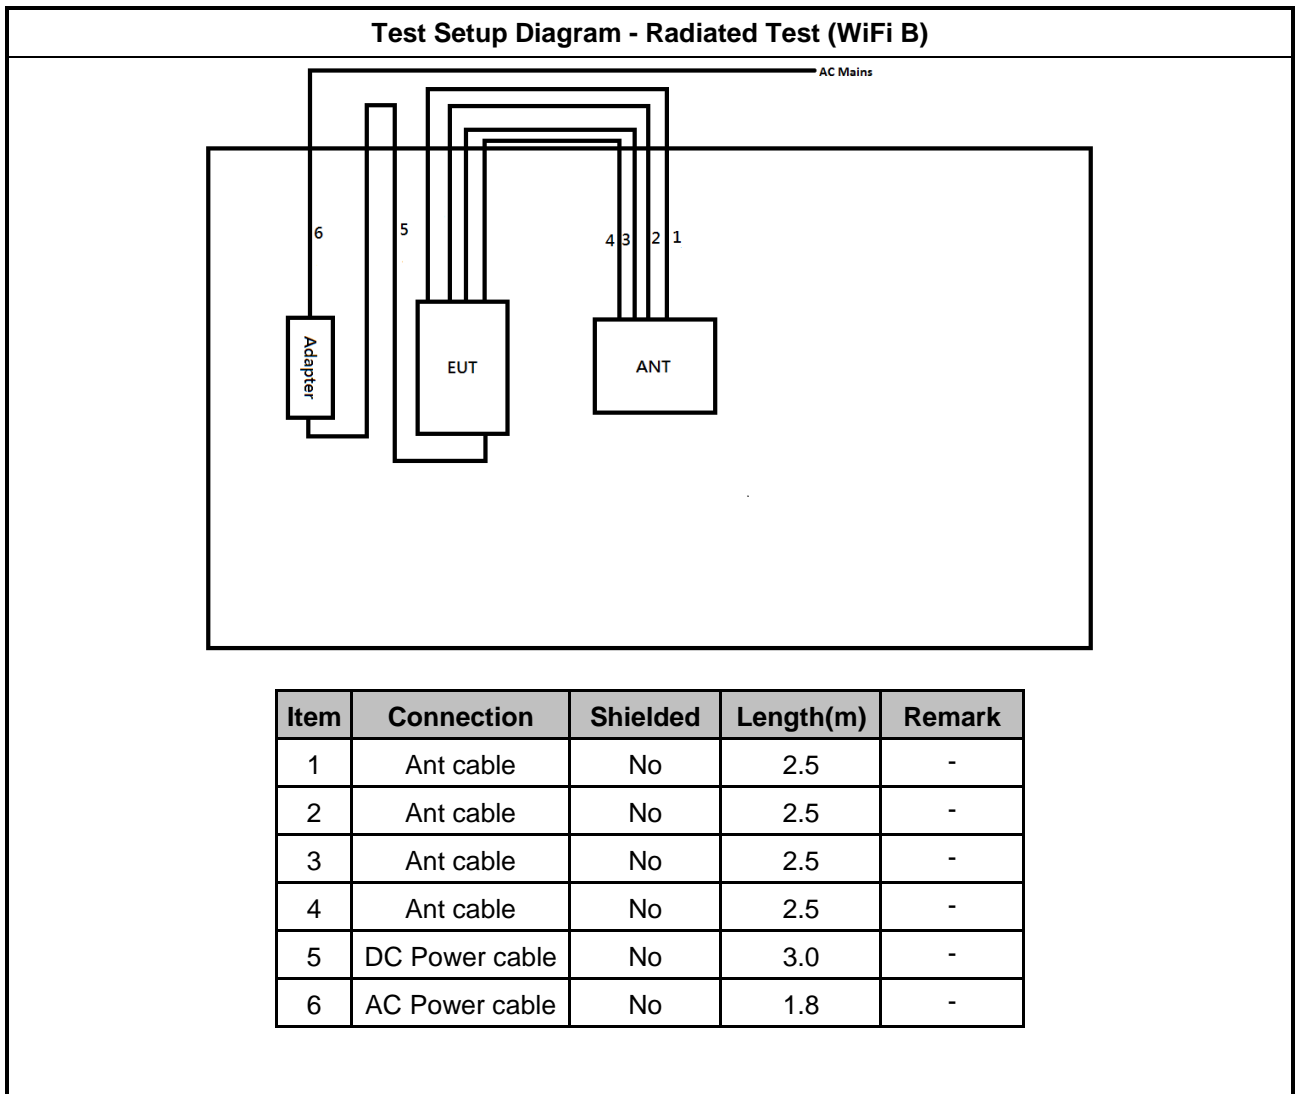 Test Setup Diagram - Radiated Test (WiFi B)
AC Mains
6
5
4 3 2 1
Adapter
EUT
ANT
Item Connection Shielded Length(m) Remark
1 Ant cable No 2.5 -
2 Ant cable No 2.5 -
3 Ant cable No 2.5 -
4 Ant cable No 2.5 -
5 DC Power cable No 3.0 -
6 AC Power cable No 1.8 -